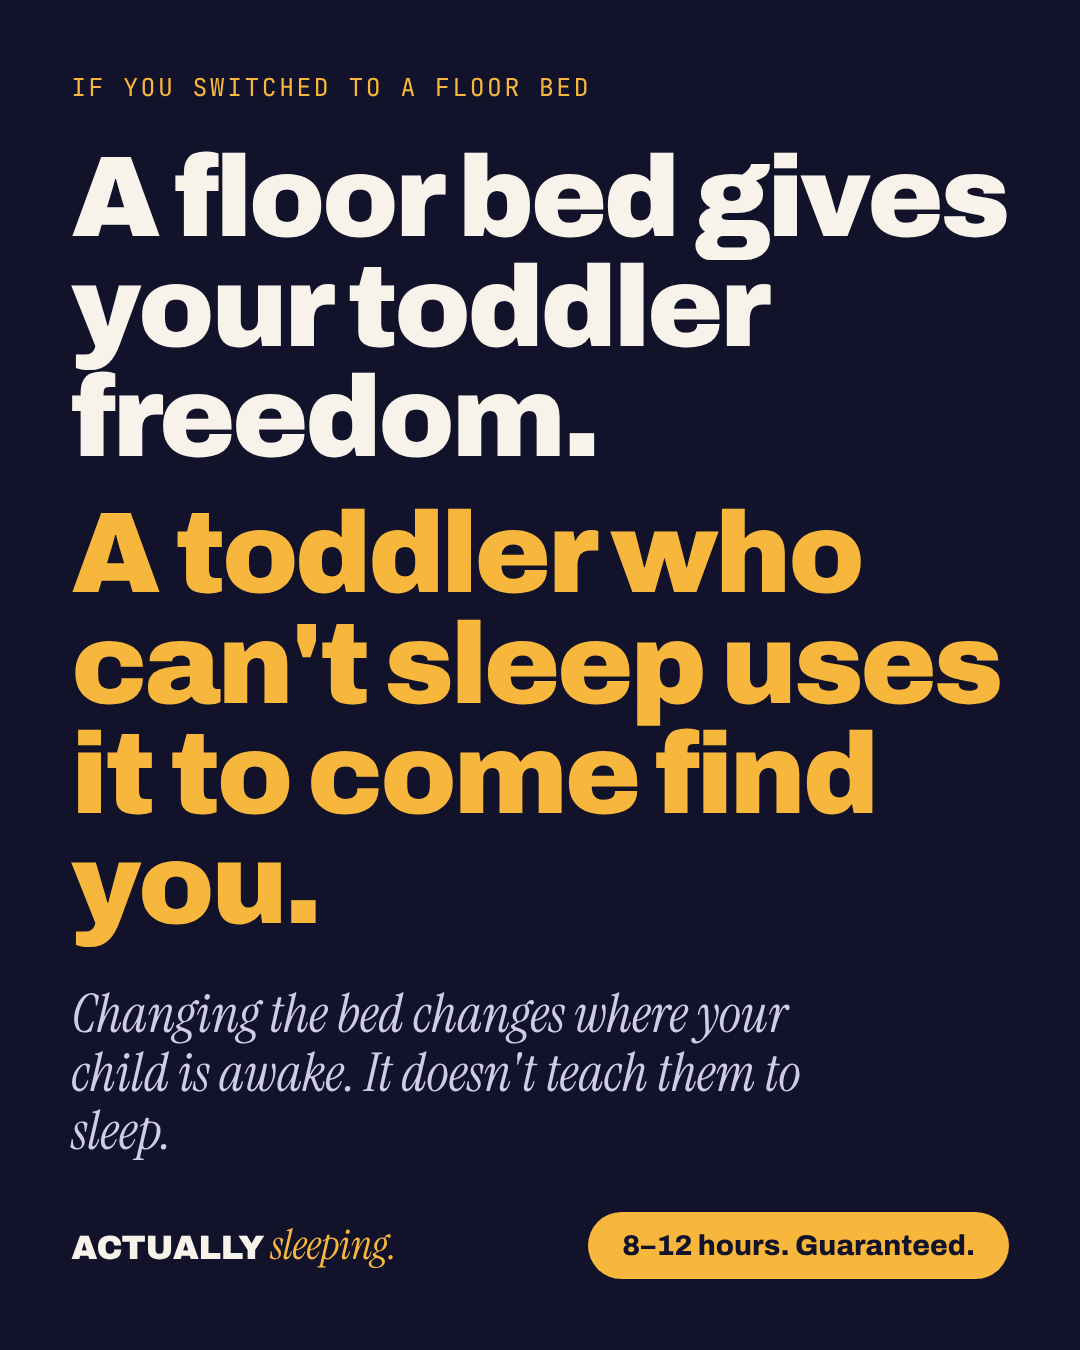 IF YOU SWITCHED TO A FLOOR BED
A floor bed gives
your toddler
freedom.
A toddler who
can't sleep uses
it to come find
you.
Changing the bed changes where your
child is awake. It doesn't teach them to
sleep.
ACTUALLY sleeping.
8–12 hours. Guaranteed.